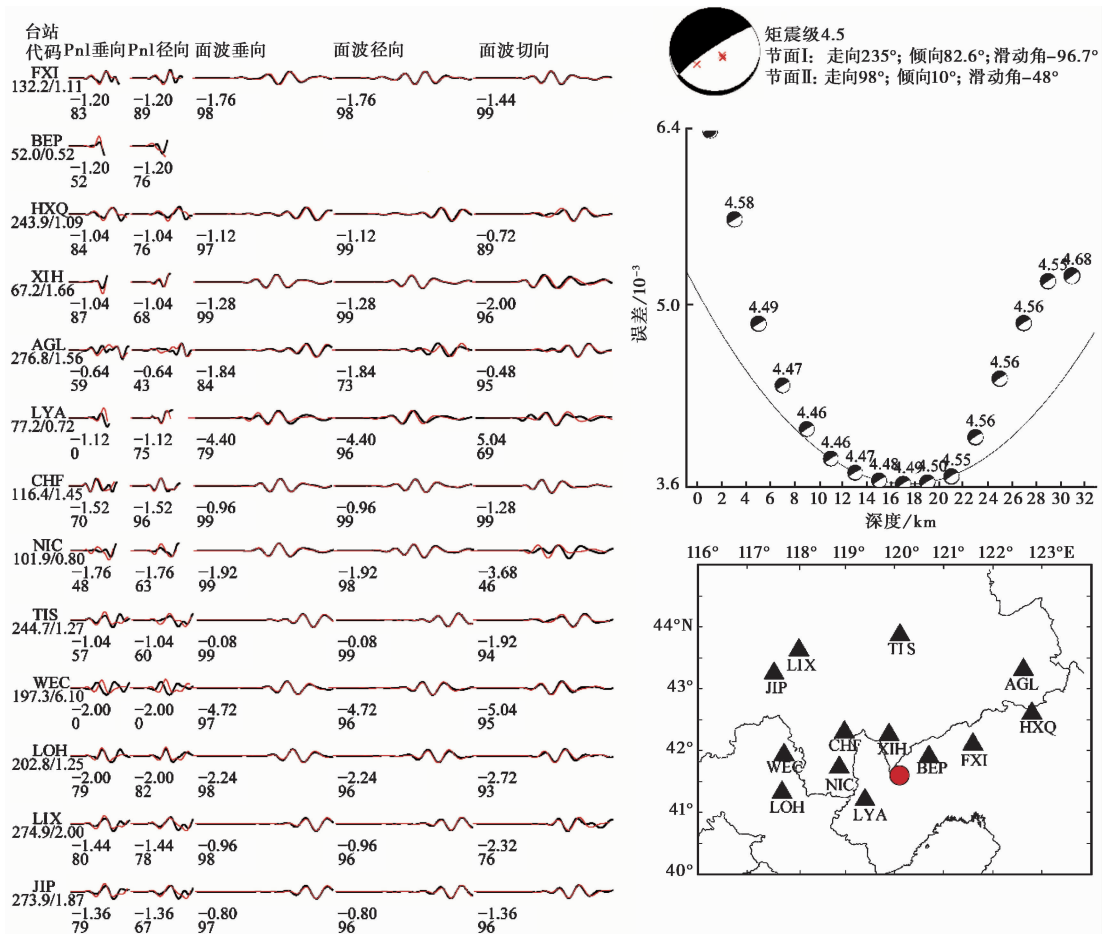 台站
代码 Pnl垂向 Pnl径向 面波垂向 面波径向 面波切向
FXI
132.2/1.11
−1.20 −1.20 −1.76 −1.76 −1.44
83 89 98 98 99
BEP
52.0/0.52
−1.20 −1.20
52 76
HXQ
243.9/1.09
−1.04 −1.04 −1.12 −1.12 −0.72
84 76 97 99 89
XIH
67.2/1.66
−1.04 −1.04 −1.28 −1.28 −2.00
87 68 99 99 96
AGL
276.8/1.56
−0.64 −0.64 −1.84 −1.84 −0.48
59 43 84 73 95
LYA
77.2/0.72
−1.12 −1.12 −4.40 −4.40 5.04
0 75 79 96 69
CHF
116.4/1.45
−1.52 −1.52 −0.96 −0.96 −1.28
70 96 99 99 99
NIC
101.9/0.80
−1.76 −1.76 −1.92 −1.92 −3.68
48 63 99 98 46
TIS
244.7/1.27
−1.04 −1.04 −0.08 −0.08 −1.92
57 60 99 99 94
WEC
197.3/6.10
−2.00 −2.00 −4.72 −4.72 −5.04
0 0 97 96 95
LOH
202.8/1.25
−2.00 −2.00 −2.24 −2.24 −2.72
79 82 98 96 93
LIX
274.9/2.00
−1.44 −1.44 −0.96 −0.96 −2.32
80 78 98 96 76
JIP
273.9/1.87
−1.36 −1.36 −0.80 −0.80 −1.36
79 67 97 96 96
矩震级4.5
节面Ⅰ: 走向235°; 倾向82.6°;滑动角-96.7°
节面Ⅱ: 走向98°; 倾向10°; 滑动角-48°
6.4
5.0
3.6
误差/10⁻³
4.58
4.49
4.47
4.46
4.46
4.47
4.48
4.49
4.50
4.55
4.56
4.56
4.56
4.55
4.68
0 2 4 6 8 10 12 14 16 18 20 22 24 26 28 30 32
深度/km
116° 117° 118° 119° 120° 121° 122° 123°E
44°N
43°
42°
41°
40°
TIS
LIX
JIP
AGL
HXQ
CHF
XIH
FXI
BEP
WEC
NIC
LOH
LYA